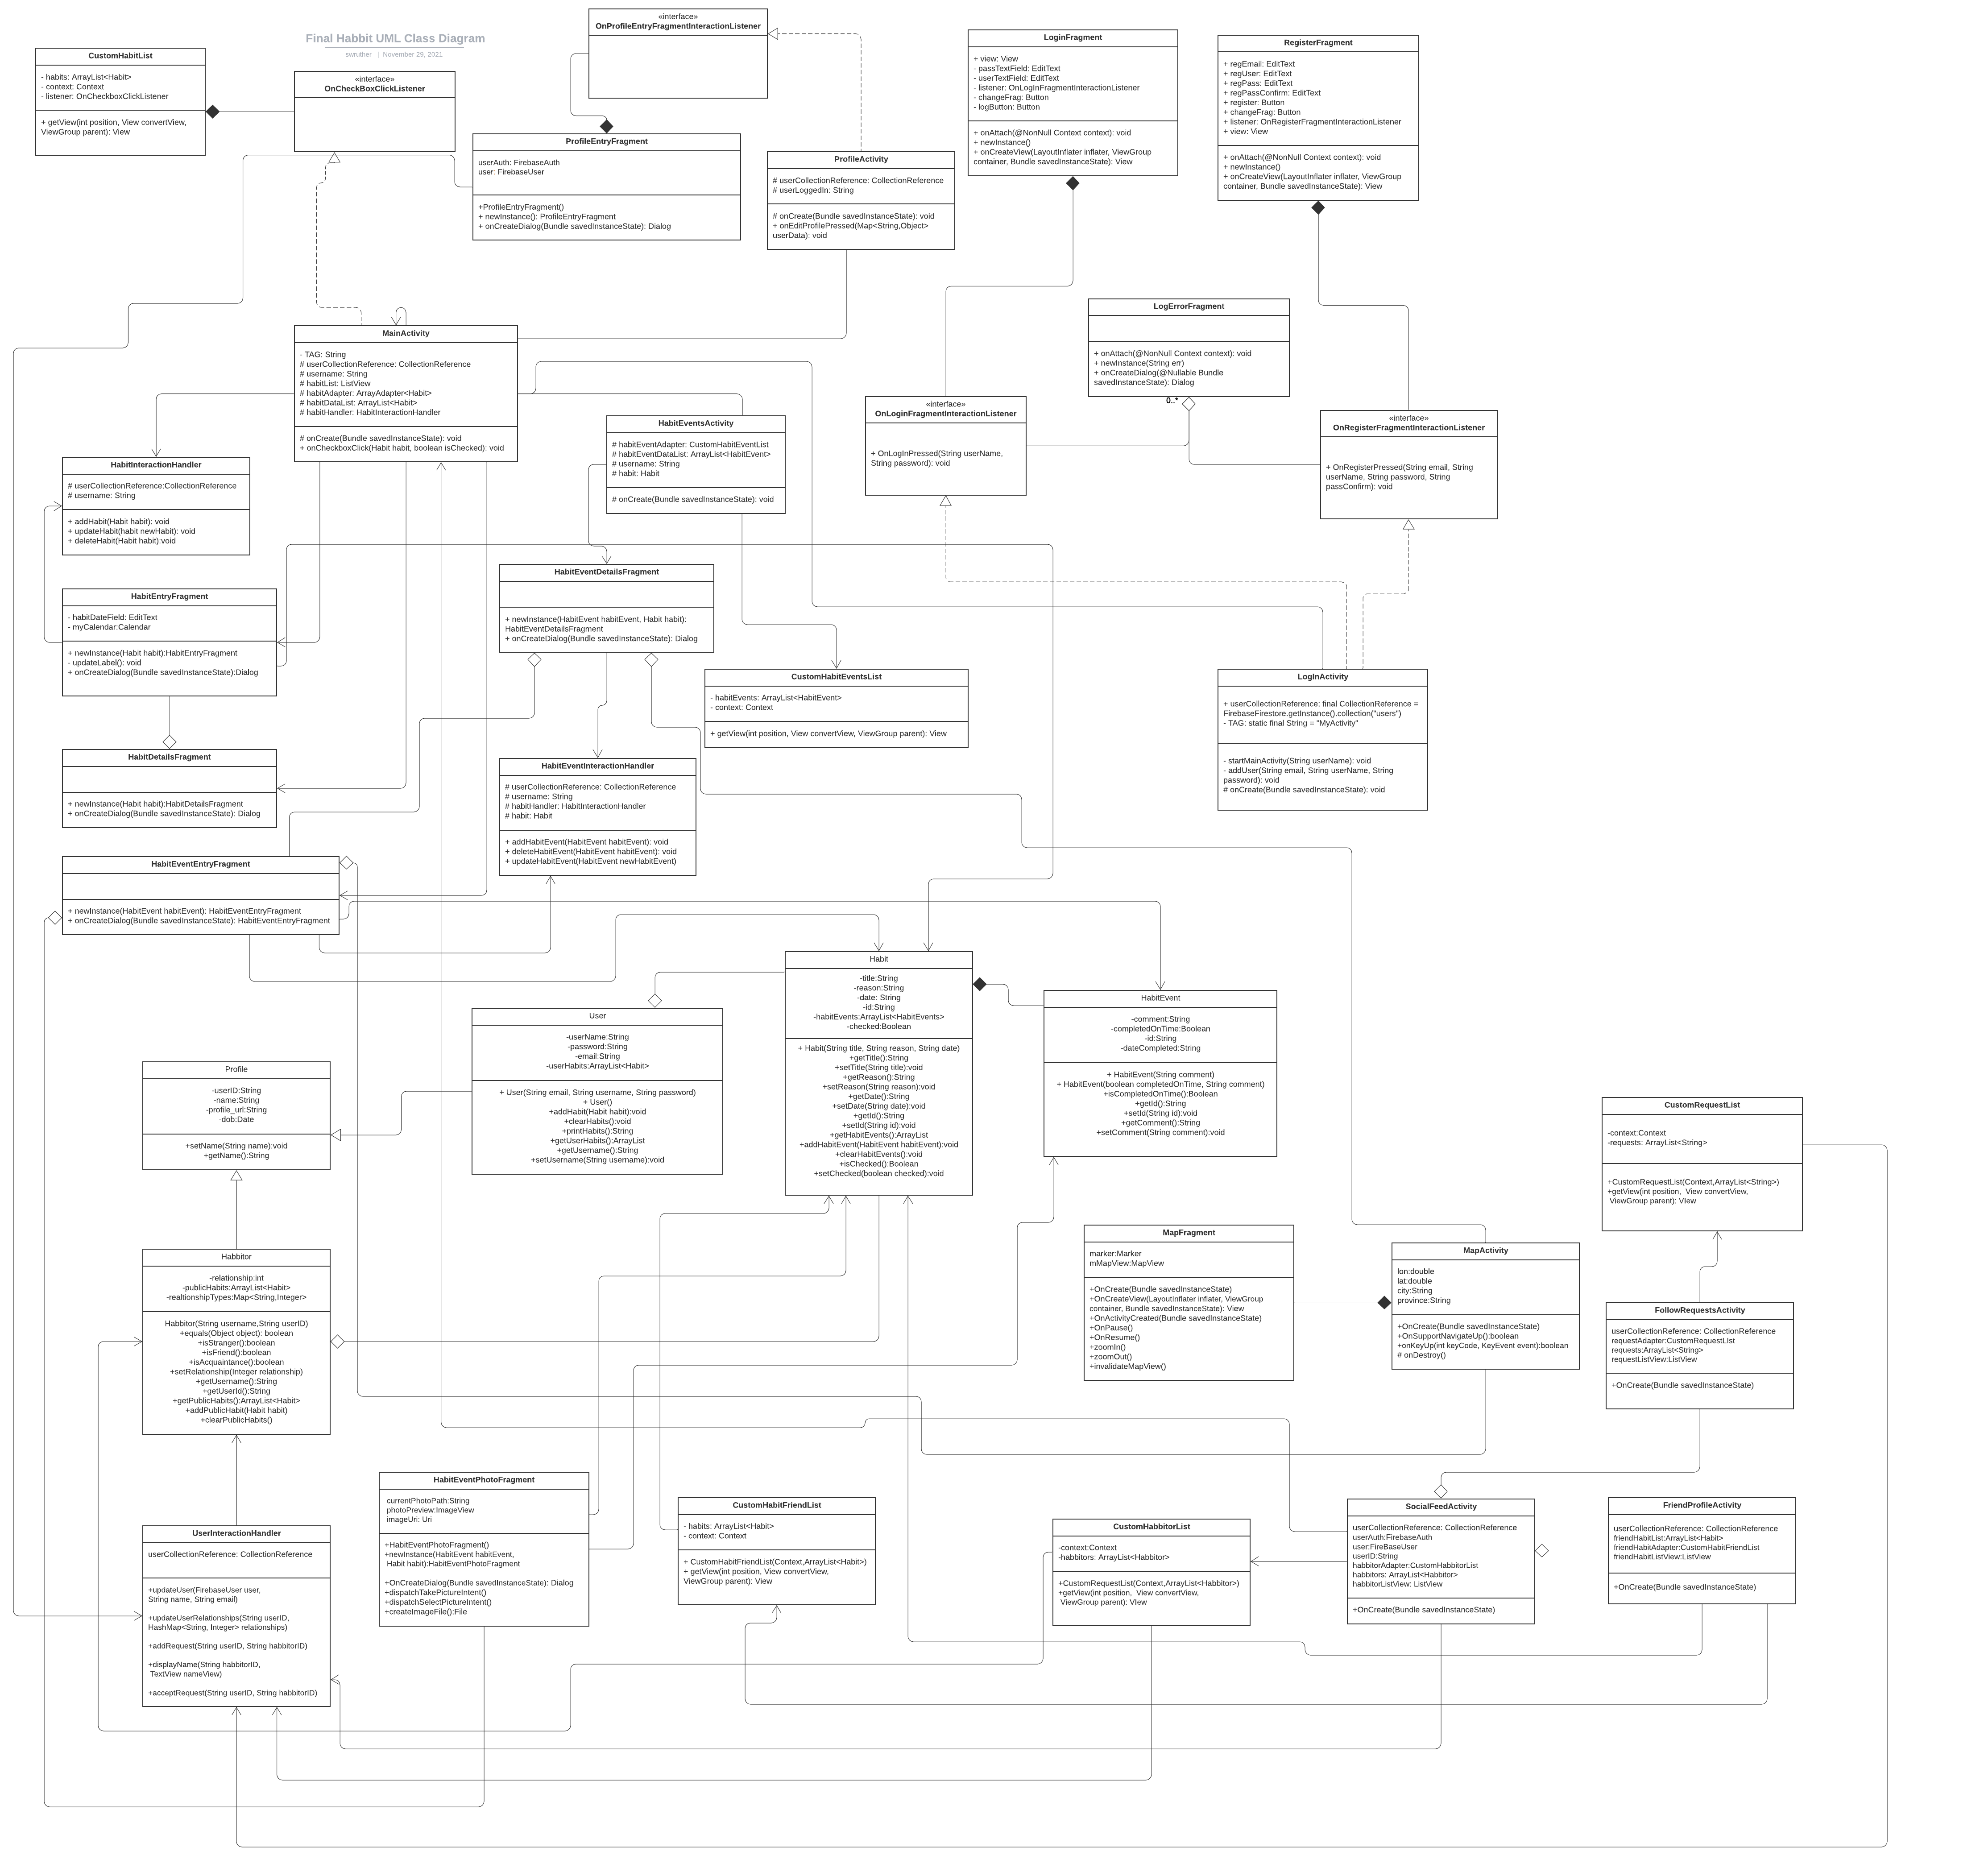 Final Habbit UML Class Diagram
swruther | November 29, 2021
CustomHabitList
- habits: ArrayList<Habit>
- context: Context
- listener: OnCheckboxClickListener
+ getView(int position, View convertView,
ViewGroup parent): View
«interface»
OnCheckBoxClickListener
«interface»
OnProfileEntryFragmentInteractionListener
ProfileEntryFragment
userAuth: FirebaseAuth
user: FirebaseUser
+ProfileEntryFragment()
+ newInstance(): ProfileEntryFragment
+ onCreateDialog(Bundle savedInstanceState): Dialog
ProfileActivity
# userCollectionReference: CollectionReference
# userLoggedIn: String
# onCreate(Bundle savedInstanceState): void
+ onEditProfilePressed(Map<String,Object>
userData): void
LoginFragment
+ view: View
- passTextField: EditText
- userTextField: EditText
- listener: OnLogInFragmentInteractionListener
- changeFrag: Button
- logButton: Button
+ onAttach(@NonNull Context context): void
+ newInstance()
+ onCreateView(LayoutInflater inflater, ViewGroup
container, Bundle savedInstanceState): View
RegisterFragment
+ regEmail: EditText
+ regUser: EditText
+ regPass: EditText
+ regPassConfirm: EditText
+ register: Button
+ changeFrag: Button
+ listener: OnRegisterFragmentInteractionListener
+ view: View
+ onAttach(@NonNull Context context): void
+ newInstance()
+ onCreateView(LayoutInflater inflater, ViewGroup
container, Bundle savedInstanceState): View
LogErrorFragment
+ onAttach(@NonNull Context context): void
+ newInstance(String err)
+ onCreateDialog(@Nullable Bundle
savedInstanceState): Dialog
0..*
MainActivity
- TAG: String
# userCollectionReference: CollectionReference
# username: String
# habitList: ListView
# habitAdapter: ArrayAdapter<Habit>
# habitDataList: ArrayList<Habit>
# habitHandler: HabitInteractionHandler
# onCreate(Bundle savedInstanceState): void
+ onCheckboxClick(Habit habit, boolean isChecked): void
«interface»
OnLoginFragmentInteractionListener
+ OnLogInPressed(String userName,
String password): void
«interface»
OnRegisterFragmentInteractionListener
+ OnRegisterPressed(String email, String
userName, String password, String
passConfirm): void
HabitEventsActivity
# habitEventAdapter: CustomHabitEventList
# habitEventDataList: ArrayList<HabitEvent>
# username: String
# habit: Habit
# onCreate(Bundle savedInstanceState): void
HabitInteractionHandler
# userCollectionReference:CollectionReference
# username: String
+ addHabit(Habit habit): void
+ updateHabit(habit newHabit): void
+ deleteHabit(Habit habit):void
HabitEventDetailsFragment
+ newInstance(HabitEvent habitEvent, Habit habit):
HabitEventDetailsFragment
+ onCreateDialog(Bundle savedInstanceState): Dialog
HabitEntryFragment
- habitDateField: EditText
- myCalendar:Calendar
+ newInstance(Habit habit):HabitEntryFragment
- updateLabel(): void
+ onCreateDialog(Bundle savedInstanceState):Dialog
CustomHabitEventsList
- habitEvents: ArrayList<HabitEvent>
- context: Context
+ getView(int position, View convertView, ViewGroup parent): View
LogInActivity
+ userCollectionReference: final CollectionReference =
FirebaseFirestore.getInstance().collection("users")
- TAG: static final String = "MyActivity"
- startMainActivity(String userName): void
- addUser(String email, String userName, String
password): void
# onCreate(Bundle savedInstanceState): void
HabitDetailsFragment
+ newInstance(Habit habit):HabitDetailsFragment
+ onCreateDialog(Bundle savedInstanceState): Dialog
HabitEventInteractionHandler
# userCollectionReference: CollectionReference
# username: String
# habitHandler: HabitInteractionHandler
# habit: Habit
+ addHabitEvent(HabitEvent habitEvent): void
+ deleteHabitEvent(HabitEvent habitEvent): void
+ updateHabitEvent(HabitEvent newHabitEvent)
HabitEventEntryFragment
+ newInstance(HabitEvent habitEvent): HabitEventEntryFragment
+ onCreateDialog(Bundle savedInstanceState): HabitEventEntryFragment
Habit
-title:String
-reason:String
-date: String
-id:String
-habitEvents:ArrayList<HabitEvents>
-checked:Boolean
+ Habit(String title, String reason, String date)
+getTitle():String
+setTitle(String title):void
+getReason():String
+setReason(String reason):void
+getDate():String
+setDate(String date):void
+getId():String
+setId(String id):void
+getHabitEvents():ArrayList
+addHabitEvent(HabitEvent habitEvent):void
+clearHabitEvents():void
+isChecked():Boolean
+setChecked(boolean checked):void
HabitEvent
-comment:String
-completedOnTime:Boolean
-id:String
-dateCompleted:String
+ HabitEvent(String comment)
+ HabitEvent(boolean completedOnTime, String comment)
+isCompletedOnTime():Boolean
+getId():String
+setId(String id):void
+getComment():String
+setComment(String comment):void
User
-userName:String
-password:String
-email:String
-userHabits:ArrayList<Habit>
+ User(String email, String username, String password)
+ User()
+addHabit(Habit habit):void
+clearHabits():void
+printHabits():String
+getUserHabits():ArrayList
+getUsername():String
+setUsername(String username):void
Profile
-userID:String
-name:String
-profile_url:String
-dob:Date
+setName(String name):void
+getName():String
CustomRequestList
-context:Context
-requests: ArrayList<String>
+CustomRequestList(Context,ArrayList<String>)
+getView(int position, View convertView,
ViewGroup parent): VIew
Habbitor
-relationship:int
-publicHabits:ArrayList<Habit>
-realtionshipTypes:Map<String,Integer>
Habbitor(String username,String userID)
+equals(Object object): boolean
+isStranger():boolean
+isFriend():boolean
+isAcquaintance():boolean
+setRelationship(Integer relationship)
+getUsername():String
+getUserId():String
+getPublicHabits():ArrayList<Habit>
+addPublicHabit(Habit habit)
+clearPublicHabits()
MapFragment
marker:Marker
mMapView:MapView
+OnCreate(Bundle savedInstanceState)
+OnCreateView(LayoutInflater inflater, ViewGroup
container, Bundle savedInstanceState): View
+OnActivityCreated(Bundle savedInstanceState)
+OnPause()
+OnResume()
+zoomIn()
+zoomOut()
+invalidateMapView()
MapActivity
lon:double
lat:double
city:String
province:String
+OnCreate(Bundle savedInstanceState)
+OnSupportNavigateUp():boolean
+onKeyUp(int keyCode, KeyEvent event):boolean
# onDestroy()
FollowRequestsActivity
userCollectionReference: CollectionReference
requestAdapter:CustomRequestLIst
requests:ArrayList<String>
requestListView:ListView
+OnCreate(Bundle savedInstanceState)
HabitEventPhotoFragment
currentPhotoPath:String
photoPreview:ImageView
imageUri: Uri
+HabitEventPhotoFragment()
+newInstance(HabitEvent habitEvent,
Habit habit):HabitEventPhotoFragment
+OnCreateDialog(Bundle savedInstanceState): Dialog
+dispatchTakePictureIntent()
+dispatchSelectPictureIntent()
+createImageFile():File
CustomHabitFriendList
- habits: ArrayList<Habit>
- context: Context
+ CustomHabitFriendList(Context,ArrayList<Habit>)
+ getView(int position, View convertView,
ViewGroup parent): View
CustomHabbitorList
-context:Context
-habbitors: ArrayList<Habbitor>
+CustomRequestList(Context,ArrayList<Habbitor>)
+getView(int position, View convertView,
ViewGroup parent): VIew
SocialFeedActivity
userCollectionReference: CollectionReference
userAuth:FirebaseAuth
user:FireBaseUser
userID:String
habbitorAdapter:CustomHabbitorList
habbitors: ArrayList<Habbitor>
habbitorListView: ListView
+OnCreate(Bundle savedInstanceState)
FriendProfileActivity
userCollectionReference: CollectionReference
friendHabitList:ArrayList<Habit>
friendHabitAdapter:CustomHabitFriendList
friendHabitListView:ListView
+OnCreate(Bundle savedInstanceState)
UserInteractionHandler
userCollectionReference: CollectionReference
+updateUser(FirebaseUser user,
String name, String email)
+updateUserRelationships(String userID,
HashMap<String, Integer> relationships)
+addRequest(String userID, String habbitorID)
+displayName(String habbitorID,
TextView nameView)
+acceptRequest(String userID, String habbitorID)